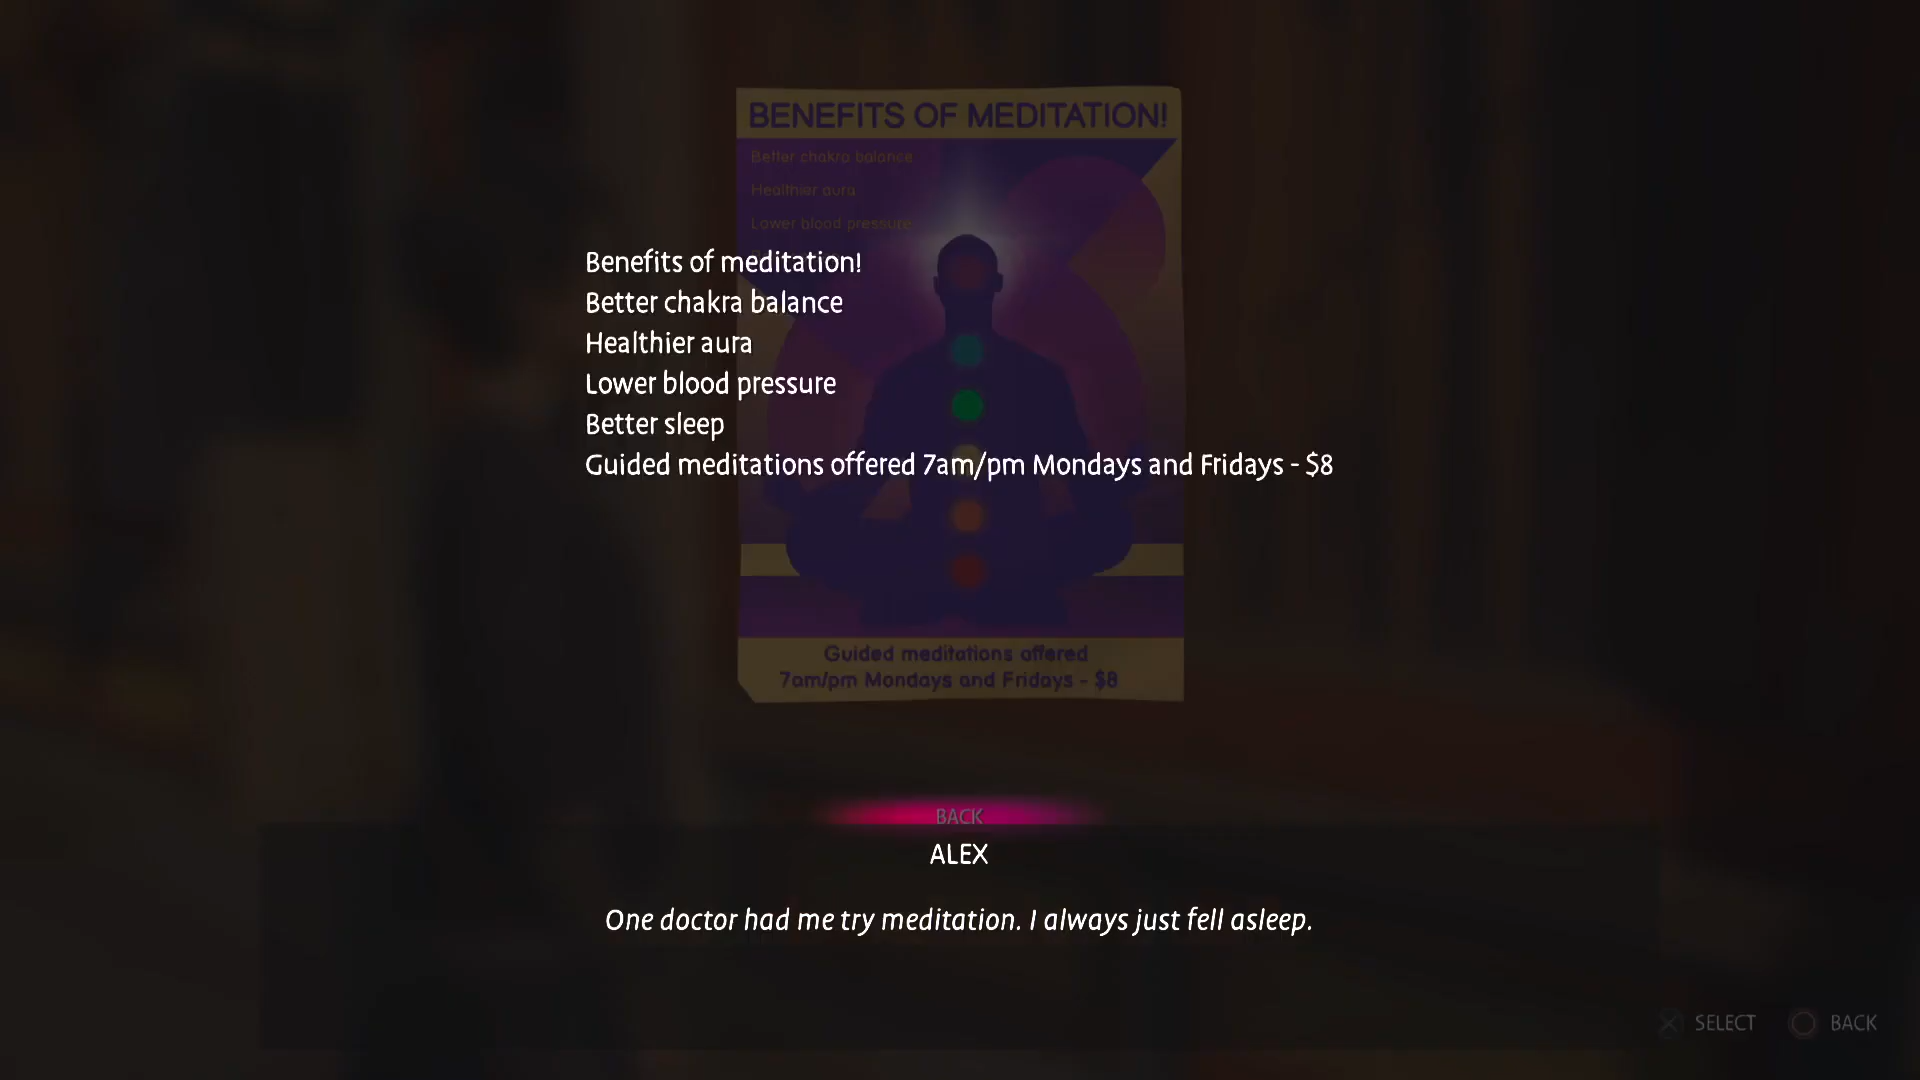 BENEFITS OF MEDITATION!
Better chakra balance
Healthier aura
Lower blood pressure
Benefits of meditation!
Better chakra balance
Healthier aura
Lower blood pressure
Better sleep
Guided meditations offered 7am/pm Mondays and Fridays - $8
Guided meditations offered
7am/pm Mondays and Fridays - $8
BACK
ALEX
One doctor had me try meditation. I always just fell asleep.
SELECT BACK